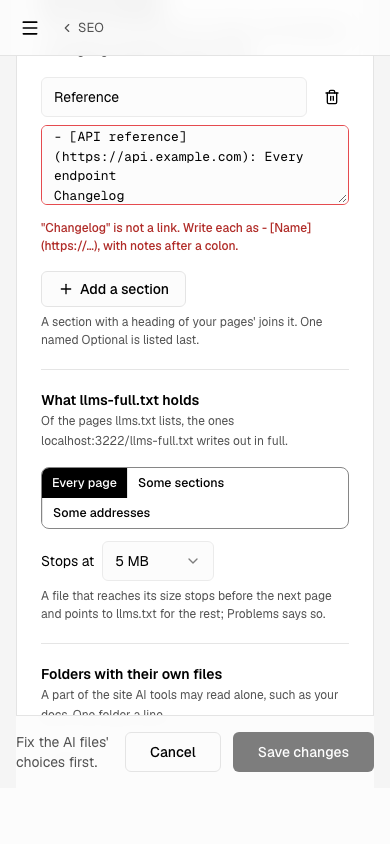 SEO
Reference
- [API reference]
(https://api.example.com): Every
endpoint
Changelog
"Changelog" is not a link. Write each as - [Name]
(https://…), with notes after a colon.
Add a section
A section with a heading of your pages' joins it. One
named Optional is listed last.
What llms-full.txt holds
Of the pages llms.txt lists, the ones
localhost:3222/llms-full.txt writes out in full.
Every page
Some sections
Some addresses
Stops at
5 MB
A file that reaches its size stops before the next page
and points to llms.txt for the rest; Problems says so.
Folders with their own files
A part of the site AI tools may read alone, such as your
docs. One folder a line.
Fix the AI files'
choices first.
Cancel
Save changes